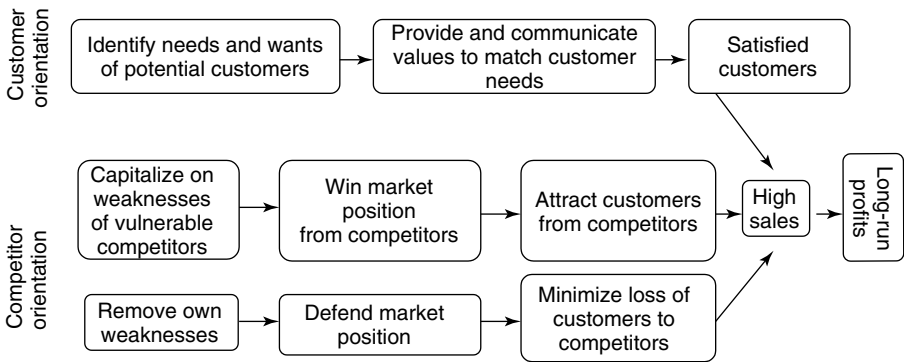 Customer
orientation
Identify needs and wants
of potential customers
Provide and communicate
values to match customer
needs
Satisfied
customers
Competitor
orientation
Capitalize on
weaknesses
of vulnerable
competitors
Win market
position
from competitors
Attract customers
from competitors
High
sales
Long-run
profits
Remove own
weaknesses
Defend market
position
Minimize loss of
customers to
competitors